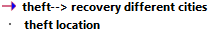 → theft--> recovery different cities
· theft location